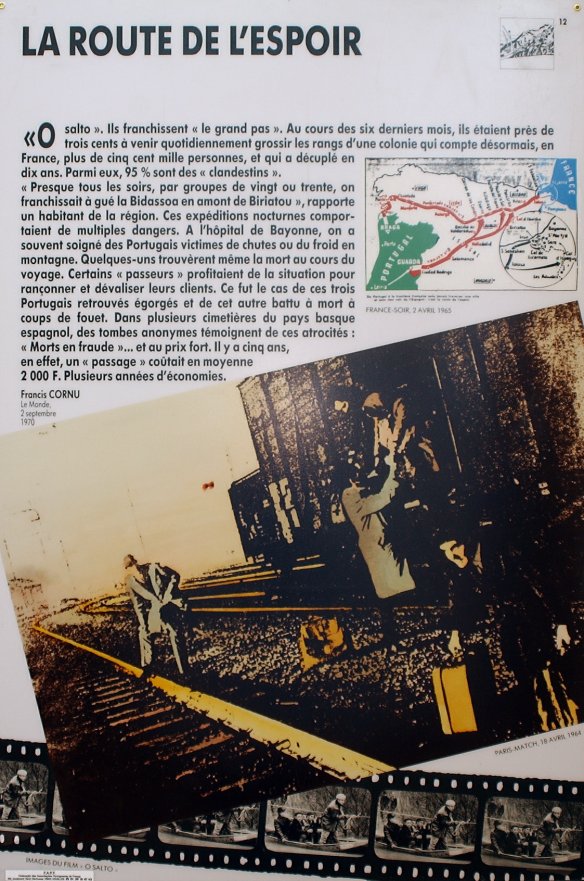 LA ROUTE DE L'ESPOIR
12
«O salto ». Ils franchissent « le grand pas ». Au cours des six derniers mois, ils étaient près de
trois cents à venir quotidiennement grossir les rangs d'une colonie qui compte désormais, en
France, plus de cinq cent mille personnes, et qui a décuplé en
dix ans. Parmi eux, 95 % sont des « clandestins ».
« Presque tous les soirs, par groupes de vingt ou trente, on
franchissait à gué la Bidassoa en amont de Biriatou », rapporte
un habitant de la région. Ces expéditions nocturnes compor-
taient de multiples dangers. A l'hôpital de Bayonne, on a
souvent soigné des Portugais victimes de chutes ou du froid en
montagne. Quelques-uns trouvèrent même la mort au cours du
voyage. Certains « passeurs » profitaient de la situation pour
rançonner et dévaliser leurs clients. Ce fut le cas de ces trois
Portugais retrouvés égorgés et de cet autre battu à mort à
coups de fouet. Dans plusieurs cimetières du pays basque
espagnol, des tombes anonymes témoignent de ces atrocités :
« Morts en fraude »... et au prix fort. Il y a cinq ans,
en effet, un « passage » coûtait en moyenne
2 000 F. Plusieurs années d'économies.
Francis CORNU
Le Monde,
2 septembre
1970
FRANCE
BRAGA
PORTUGAL
GUARDA
Ciudad Rodrigo
FRANCE-SOIR, 2 AVRIL 1965
PARIS-MATCH, 18 AVRIL 1964
IMAGES DU FILM « O SALTO »